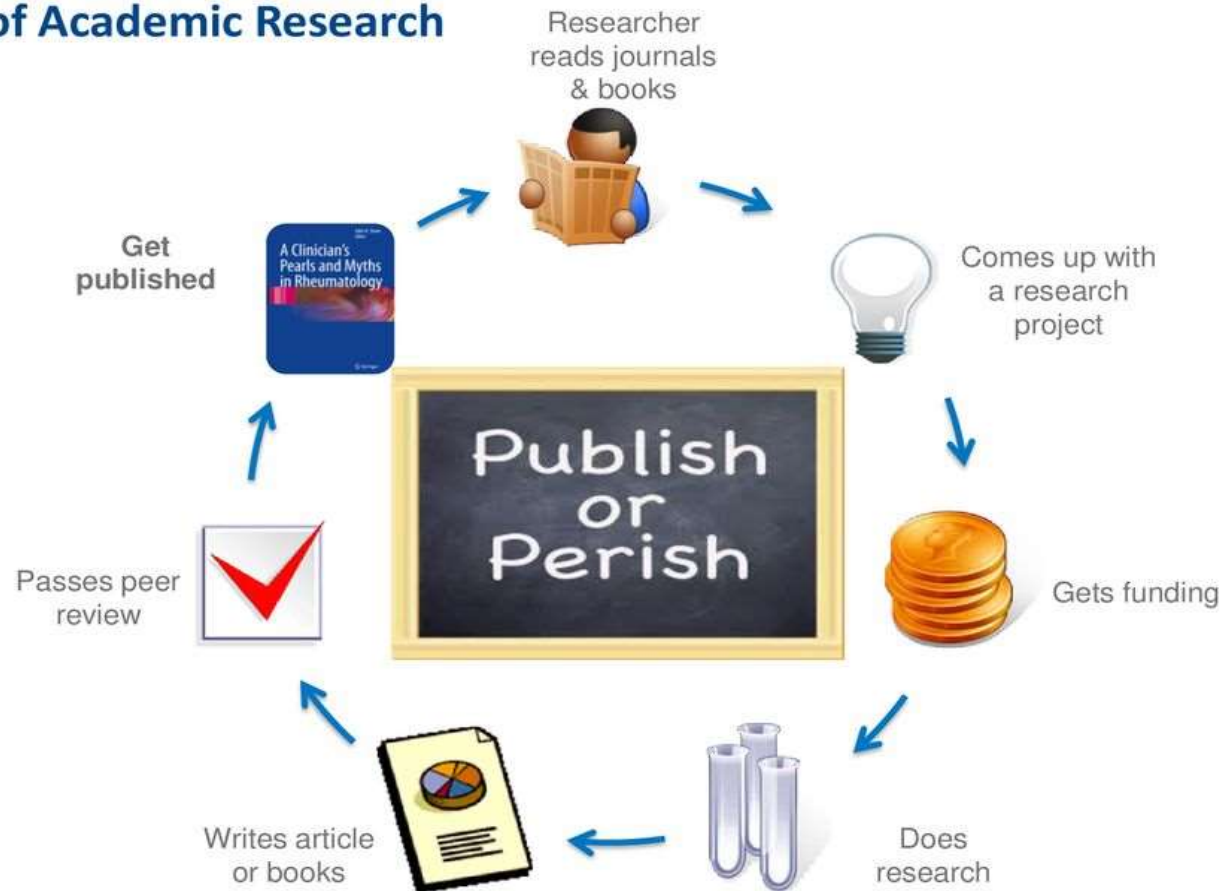 of Academic Research
Researcher
reads journals
& books
Comes up with
a research
project
Gets funding
Does
research
Writes article
or books
Passes peer
review
Get
published
A Clinician's
Pearls and Myths
in Rheumatology
Springer
Publish
or
Perish